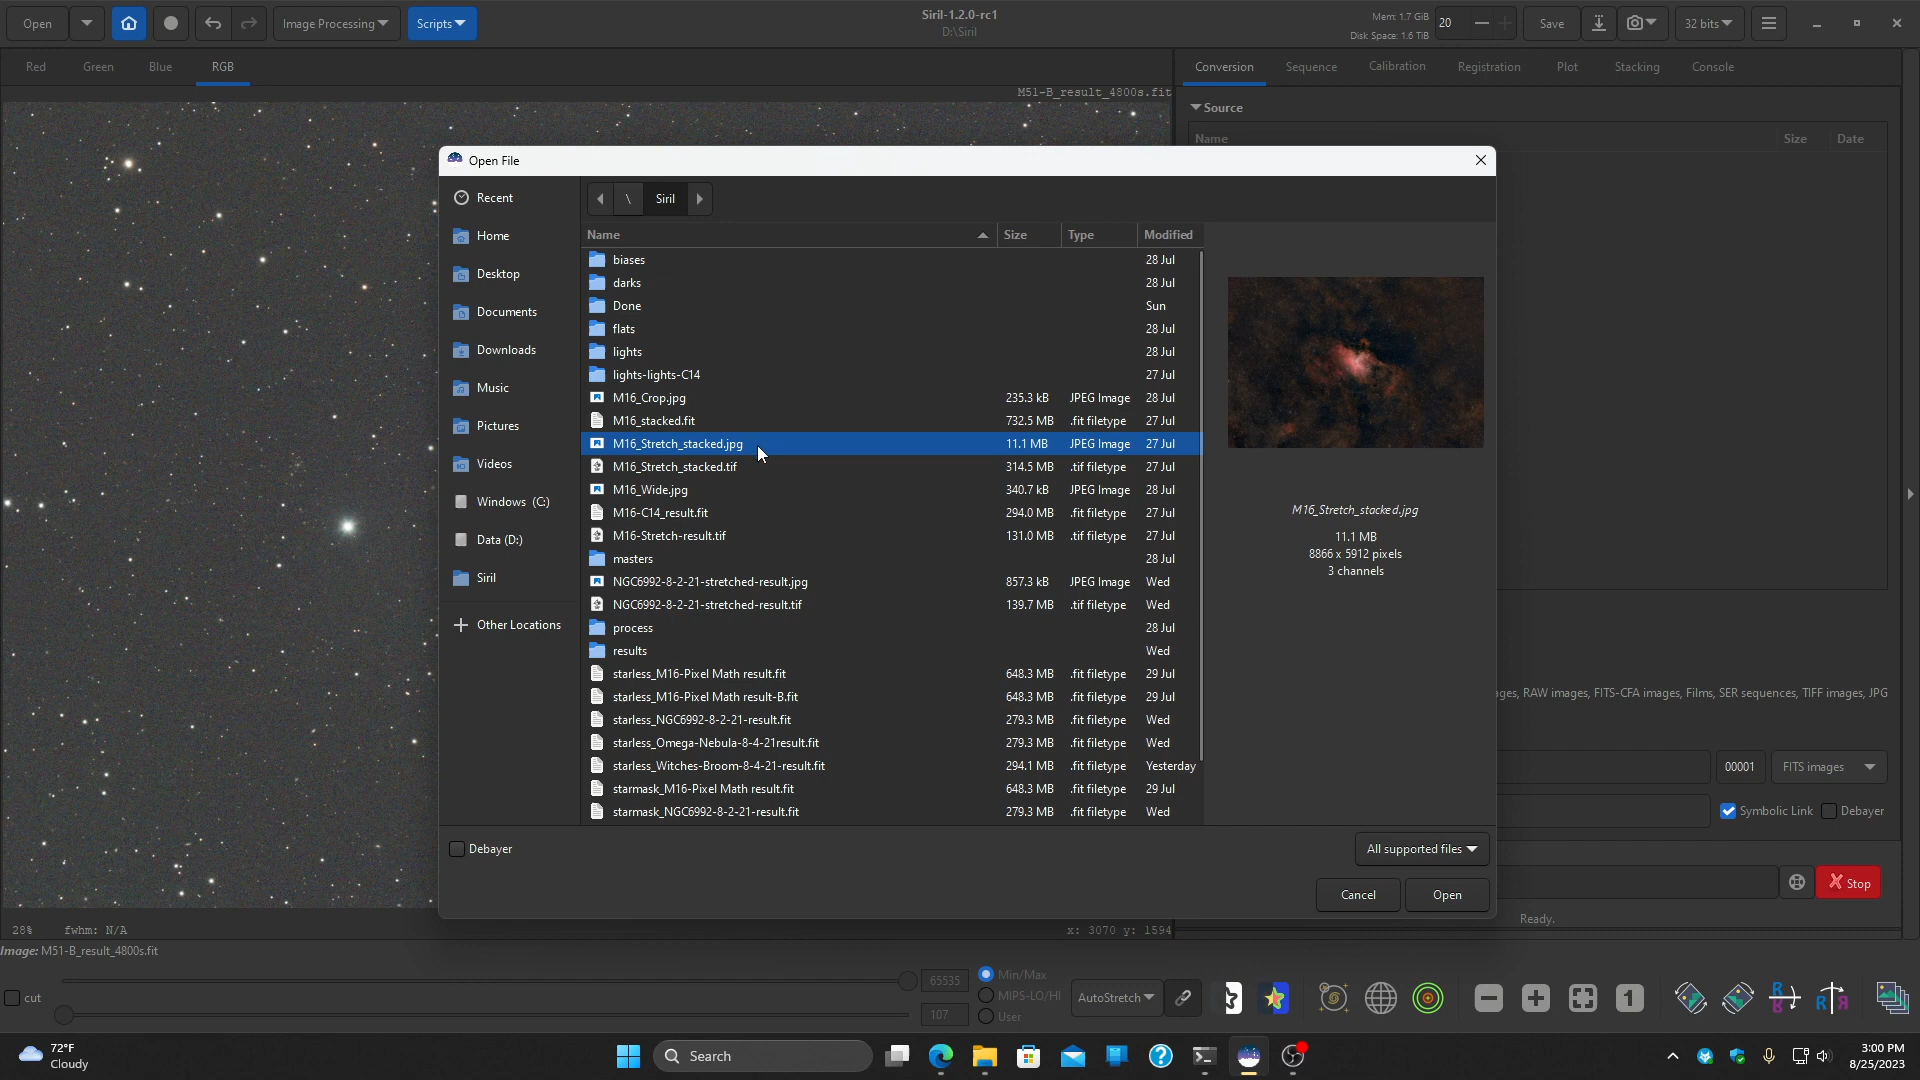 Open
Image Processing
Scripts
Siril-1.2.0-rc1
D:\Siril
Mem: 1.7 GiB
Disk Space: 1.6 TiB
20
Save
32 bits
Red
Green
Blue
RGB
Conversion
Sequence
Calibration
Registration
Plot
Stacking
Console
M51-B_result_4800s.fit
Source
Name
Size
Date
Open File
Recent
Home
Desktop
Documents
Downloads
Music
Pictures
Videos
Windows (C:)
Data (D:)
Siril
Other Locations
\
Siril
Name Size Type Modified
biases 28 Jul
darks 28 Jul
Done Sun
flats 28 Jul
lights 28 Jul
lights-lights-C14 27 Jul
M16_Crop.jpg 235.3 kB JPEG Image 28 Jul
M16_stacked.fit 732.5 MB .fit filetype 27 Jul
M16_Stretch_stacked.jpg 11.1 MB JPEG Image 27 Jul
M16_Stretch_stacked.tif 314.5 MB .tif filetype 27 Jul
M16_Wide.jpg 340.7 kB JPEG Image 28 Jul
M16-C14_result.fit 294.0 MB .fit filetype 27 Jul
M16-Stretch-result.tif 131.0 MB .tif filetype 27 Jul
masters 28 Jul
NGC6992-8-2-21-stretched-result.jpg 857.3 kB JPEG Image Wed
NGC6992-8-2-21-stretched-result.tif 139.7 MB .tif filetype Wed
process 28 Jul
results Wed
starless_M16-Pixel Math result.fit 648.3 MB .fit filetype 29 Jul
starless_M16-Pixel Math result-B.fit 648.3 MB .fit filetype 29 Jul
starless_NGC6992-8-2-21-result.fit 279.3 MB .fit filetype Wed
starless_Omega-Nebula-8-4-21result.fit 279.3 MB .fit filetype Wed
starless_Witches-Broom-8-4-21-result.fit 294.1 MB .fit filetype Yesterday
starmask_M16-Pixel Math result.fit 648.3 MB .fit filetype 29 Jul
starmask_NGC6992-8-2-21-result.fit 279.3 MB .fit filetype Wed
M16_Stretch_stacked.jpg
11.1 MB
8866 x 5912 pixels
3 channels
Debayer
All supported files
Cancel
Open
ges, RAW images, FITS-CFA images, Films, SER sequences, TIFF images, JPG
00001
FITS images
Symbolic Link
Debayer
Stop
Ready.
28%
fwhm: N/A
x: 3070 y: 1594
Image: M51-B_result_4800s.fit
cut
65535
107
Min/Max
MIPS-LO/HI
User
AutoStretch
1
R
R
R R
72°F
Cloudy
Search
3:00 PM
8/25/2023